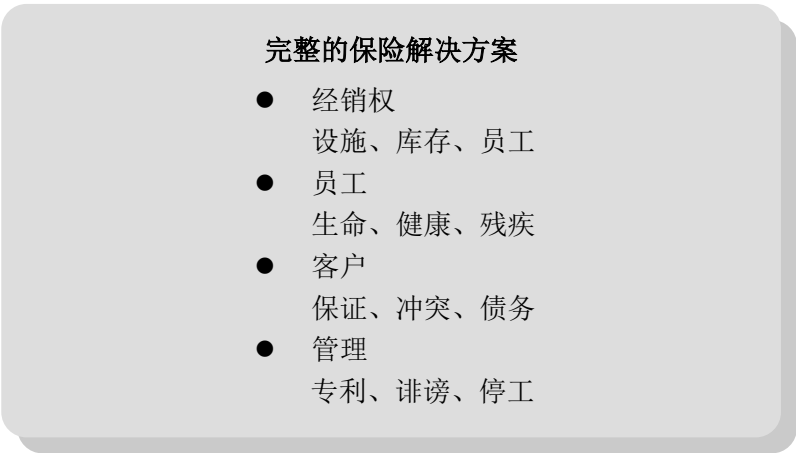 完整的保险解决方案
● 经销权
设施、库存、员工
● 员工
生命、健康、残疾
● 客户
保证、冲突、债务
● 管理
专利、诽谤、停工